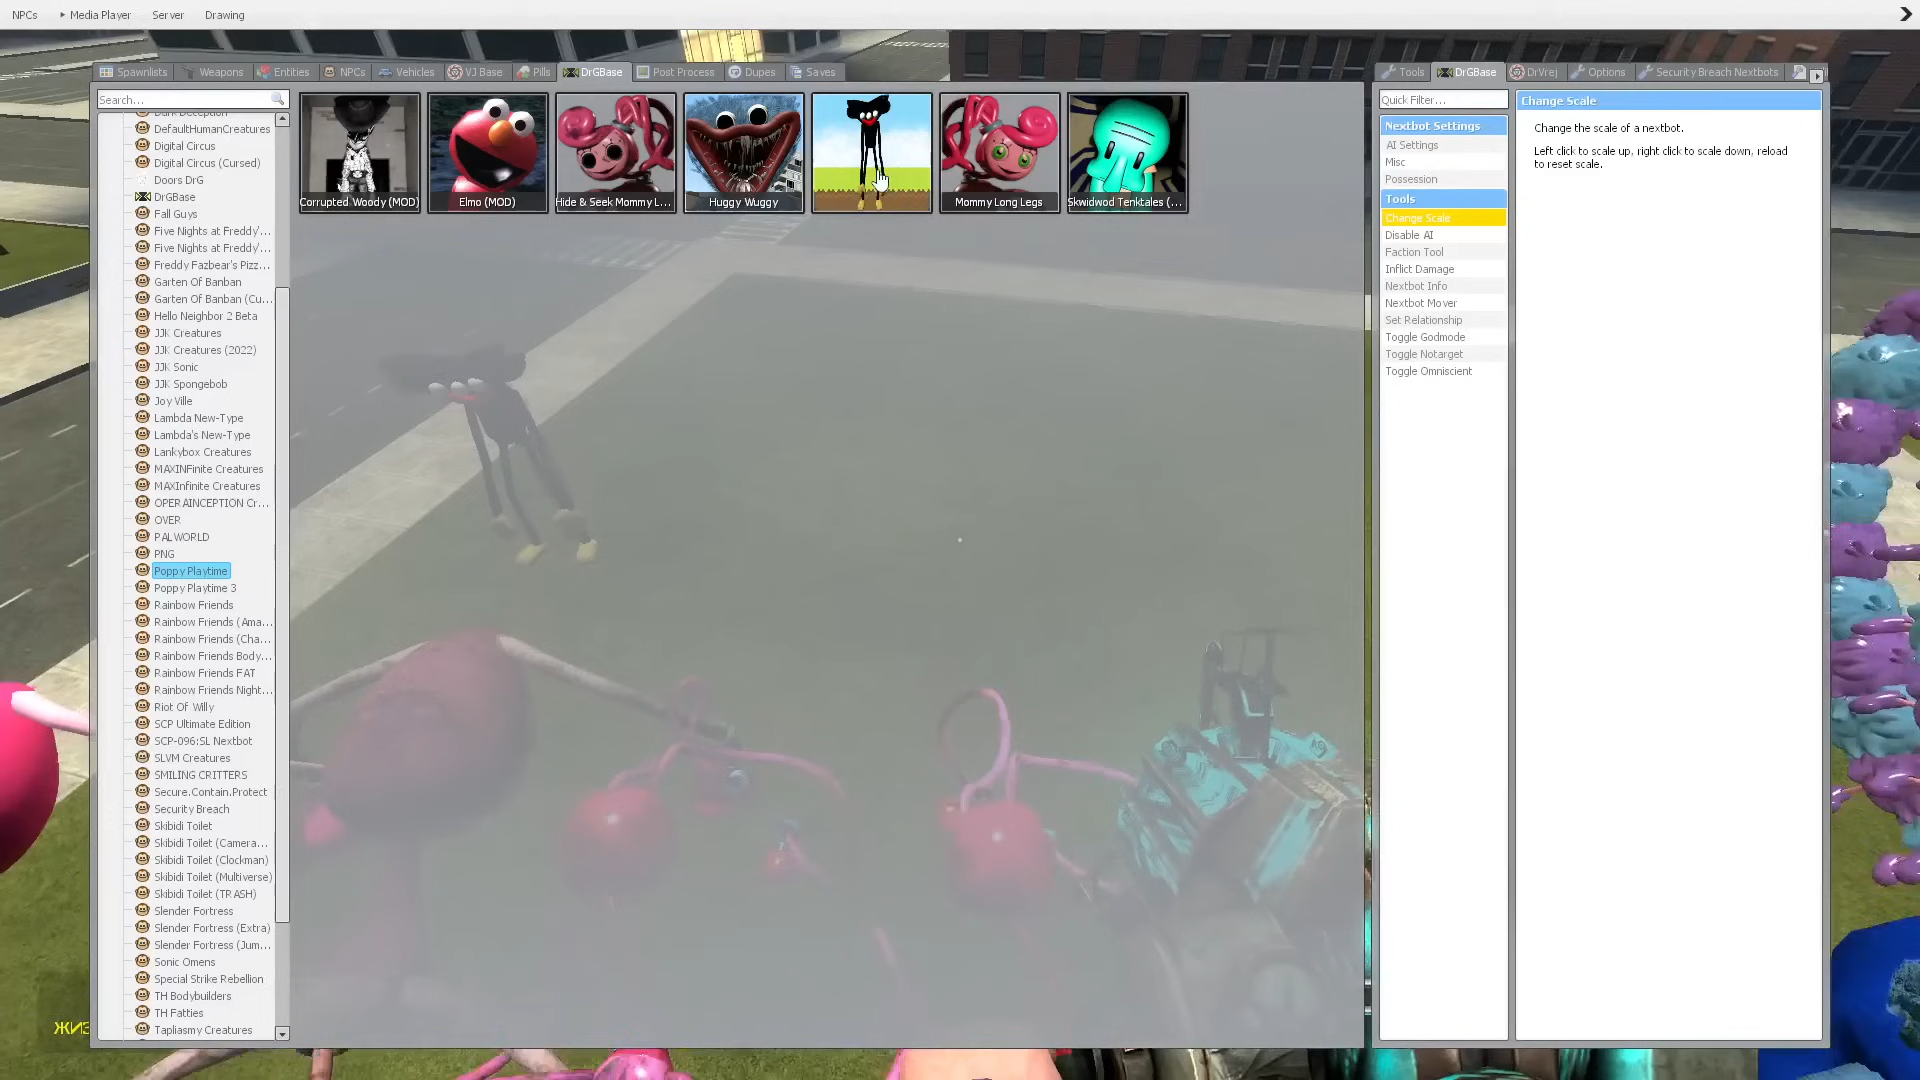 NPCs
Media Player
Server
Drawing
Spawnlists
Weapons
Entities
NPCs
Vehicles
VJ Base
Pills
DrGBase
Post Process
Dupes
Saves
Tools
DrGBase
DrVrej
Options
Security Breach Nextbots
Search...
Dark Deception
DefaultHumanCreatures
Digital Circus
Digital Circus (Cursed)
Doors DrG
DrGBase
Fall Guys
Five Nights at Freddy'...
Five Nights at Freddy'...
Freddy Fazbear's Pizz...
Garten Of Banban
Garten Of Banban (Cu...
Hello Neighbor 2 Beta
JJK Creatures
JJK Creatures (2022)
JJK Sonic
JJK Spongebob
Joy Ville
Lambda New-Type
Lambda's New-Type
Lankybox Creatures
MAXINFinite Creatures
MAXInfinite Creatures
OPERAINCEPTION Cr...
OVER
PALWORLD
PNG
Poppy Playtime
Poppy Playtime 3
Rainbow Friends
Rainbow Friends (Ama...
Rainbow Friends (Cha...
Rainbow Friends Body...
Rainbow Friends FAT
Rainbow Friends Night...
Riot Of Willy
SCP Ultimate Edition
SCP-096:SL Nextbot
SLVM Creatures
SMILING CRITTERS
Secure.Contain.Protect
Security Breach
Skibidi Toilet
Skibidi Toilet (Camera...
Skibidi Toilet (Clockman)
Skibidi Toilet (Multiverse)
Skibidi Toilet (TRASH)
Slender Fortress
Slender Fortress (Extra)
Slender Fortress (Jum...
Sonic Omens
Special Strike Rebellion
TH Bodybuilders
TH Fatties
Tapliasmy Creatures
Corrupted Woody (MOD)
Elmo (MOD)
Hide & Seek Mommy L...
Huggy Wuggy
Mommy Long Legs
Skwidwod Tenktales (...
Quick Filter...
Nextbot Settings
AI Settings
Misc
Possession
Tools
Change Scale
Disable AI
Faction Tool
Inflict Damage
Nextbot Info
Nextbot Mover
Set Relationship
Toggle Godmode
Toggle Notarget
Toggle Omniscient
Change Scale
Change the scale of a nextbot.
Left click to scale up, right click to scale down, reload
to reset scale.
ЖИЗ